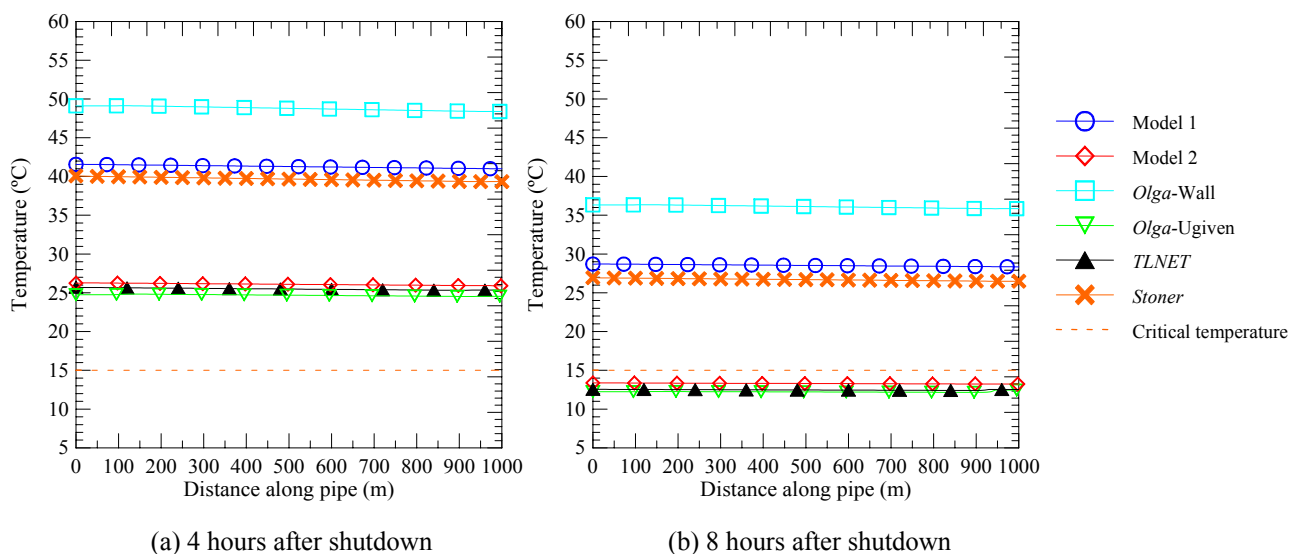 60
55
50
45
40
35
30
25
20
15
10
5
Temperature (ºC)
0 100 200 300 400 500 600 700 800 900 1000
Distance along pipe (m)
(a) 4 hours after shutdown
60
55
50
45
40
35
30
25
20
15
10
5
Temperature (ºC)
0 100 200 300 400 500 600 700 800 900 1000
Distance along pipe (m)
(b) 8 hours after shutdown
Model 1
Model 2
Olga-Wall
Olga-Ugiven
TLNET
Stoner
Critical temperature